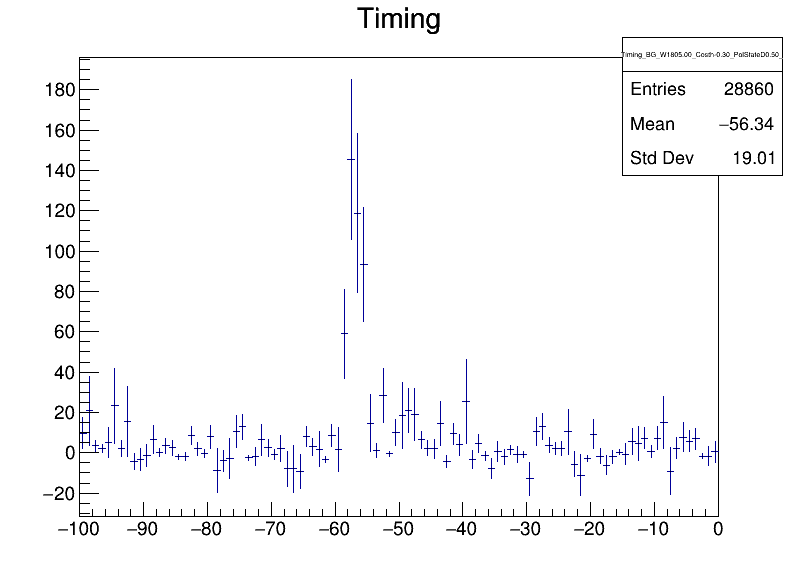 Timing
Timing_BG_W1805.00_Costh-0.30_PolStateD0.50_
Entries 28860
Mean −56.34
Std Dev 19.01
180
160
140
120
100
80
60
40
20
0
−20
−100 −90 −80 −70 −60 −50 −40 −30 −20 −10 0